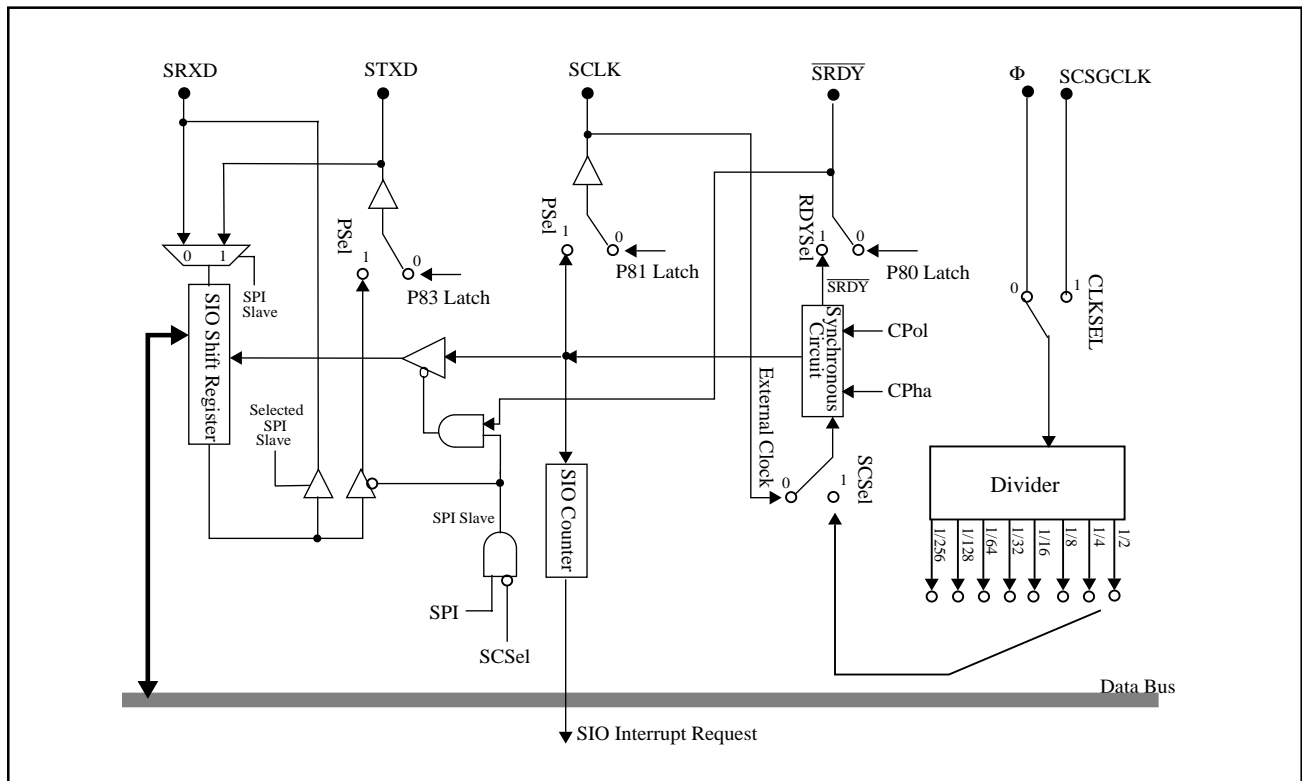 SRXD
STXD
SCLK
SRDY
Φ
SCSGCLK
PSel
1
0
P83 Latch
PSel
1
0
P81 Latch
RDYSel
1
0
P80 Latch
SRDY
0
1
CLKSEL
0 1
SPI
Slave
SIO Shift Register
Synchronous
Circuit
CPol
CPha
External Clock
Selected
SPI
Slave
0
1
SCSel
SPI Slave
SIO Counter
Divider
1/256
1/128
1/64
1/32
1/16
1/8
1/4
1/2
SPI
SCSel
Data Bus
SIO Interrupt Request